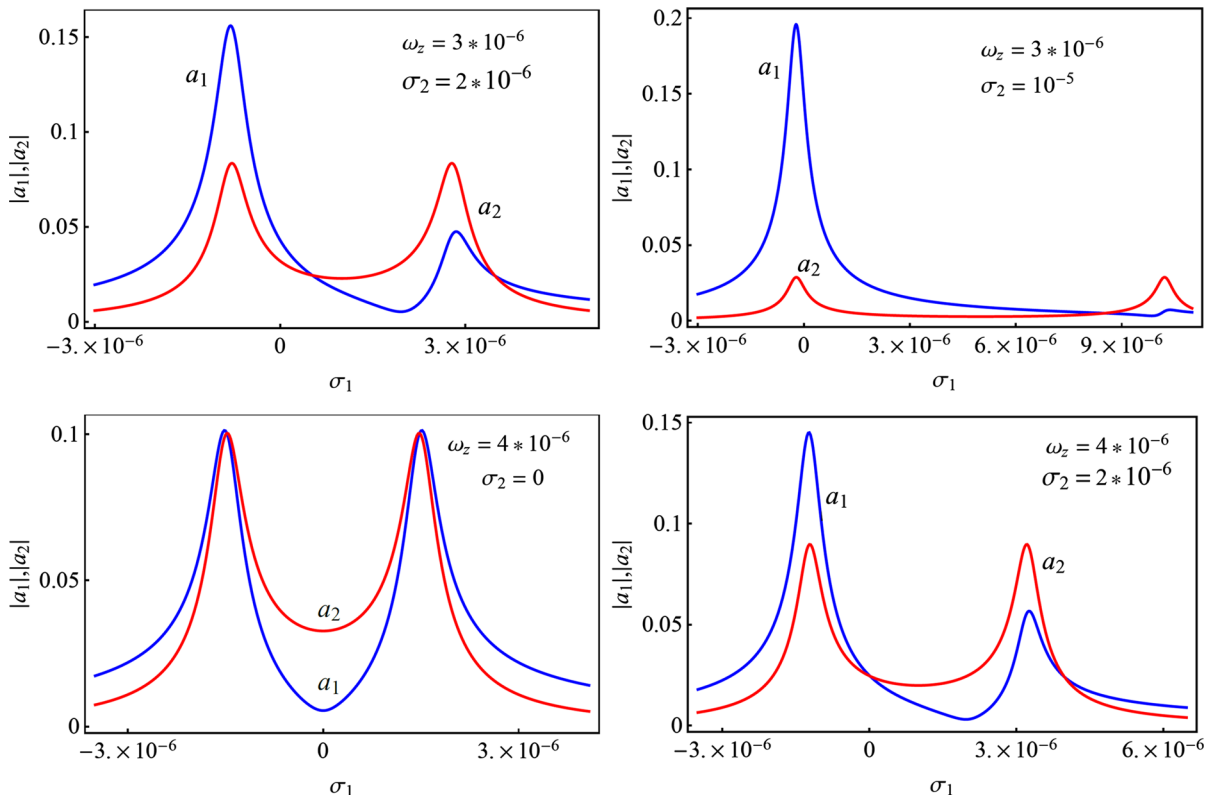 0.15
0.1
0.05
0
|a₁|,|a₂|
a₁
a₂
ω_z = 3 * 10⁻⁶
σ₂ = 2 * 10⁻⁶
−3.×10⁻⁶ 0 3.×10⁻⁶
σ₁
0.2
0.15
0.1
0.05
0
|a₁|,|a₂|
a₁
a₂
ω_z = 3 * 10⁻⁶
σ₂ = 10⁻⁵
−3.×10⁻⁶ 0 3.×10⁻⁶ 6.×10⁻⁶ 9.×10⁻⁶
σ₁
0.1
0.05
0
|a₁|,|a₂|
ω_z = 4 * 10⁻⁶
σ₂ = 0
a₂
a₁
−3.×10⁻⁶ 0 3.×10⁻⁶
σ₁
0.15
0.1
0.05
0
|a₁|,|a₂|
ω_z = 4 * 10⁻⁶
σ₂ = 2 * 10⁻⁶
a₁
a₂
−3.×10⁻⁶ 0 3.×10⁻⁶ 6.×10⁻⁶
σ₁